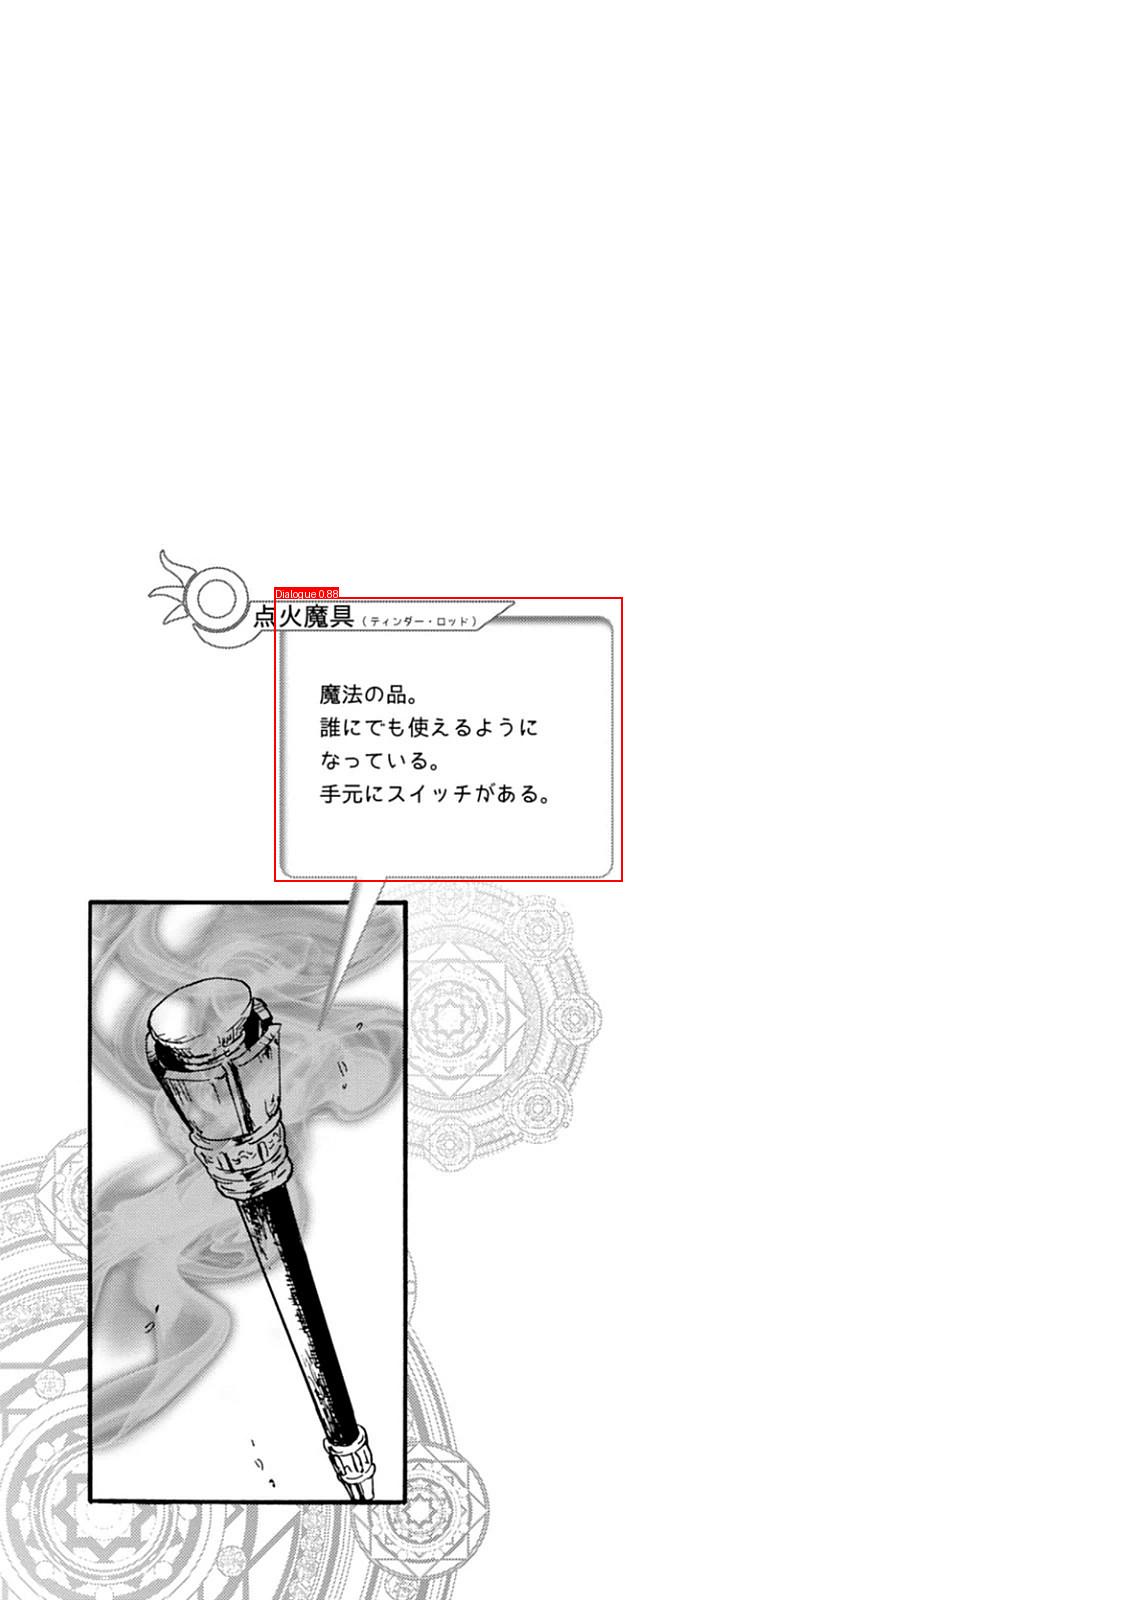 Dialogue 0.88
点火魔具（ティンダー・ロッド）
魔法の品。
誰にでも使えるように
なっている。
手元にスイッチがある。